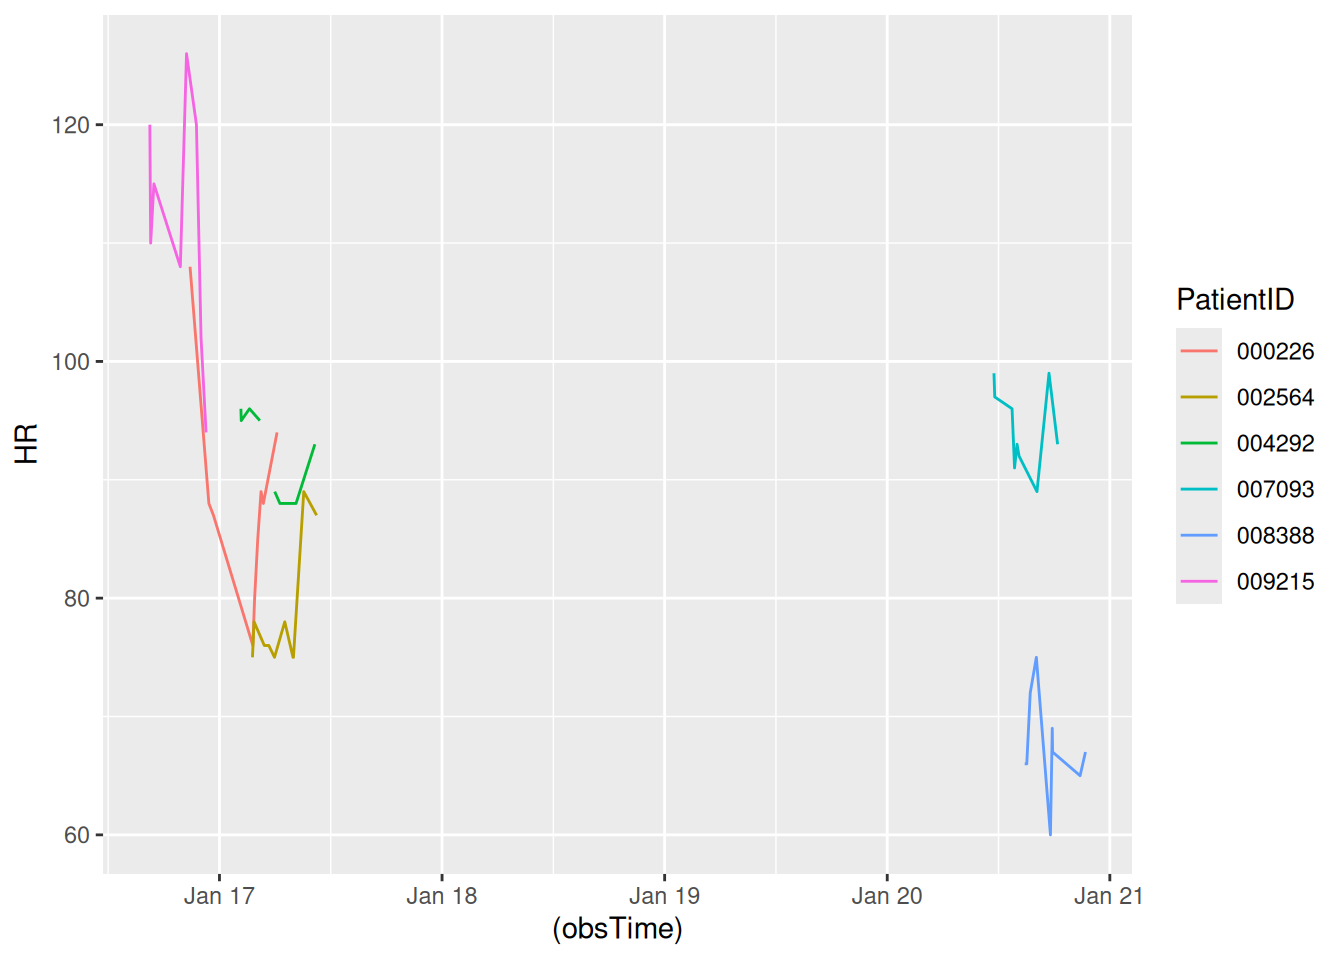 120
100
80
60
HR
Jan 17
Jan 18
Jan 19
Jan 20
Jan 21
(obsTime)
PatientID
000226
002564
004292
007093
008388
009215